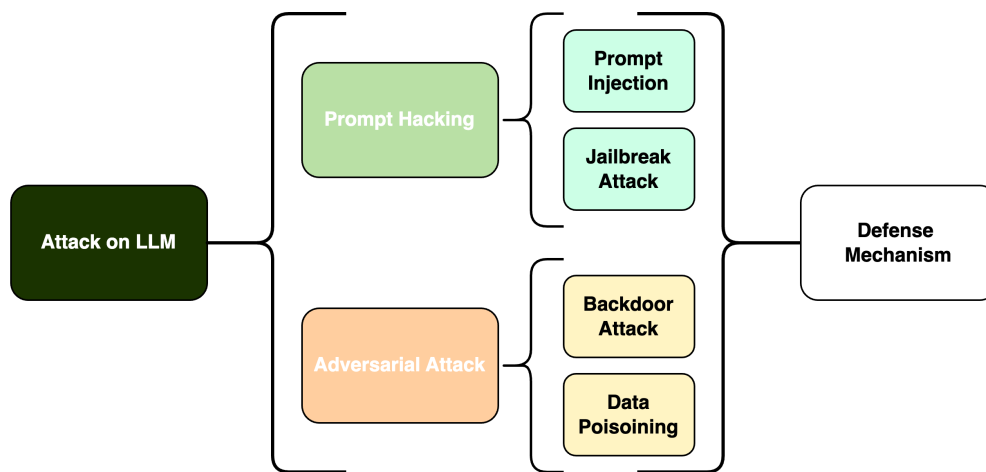 Attack on LLM
Prompt Hacking
Prompt
Injection
Jailbreak
Attack
Adversarial Attack
Backdoor
Attack
Data
Poisoining
Defense
Mechanism